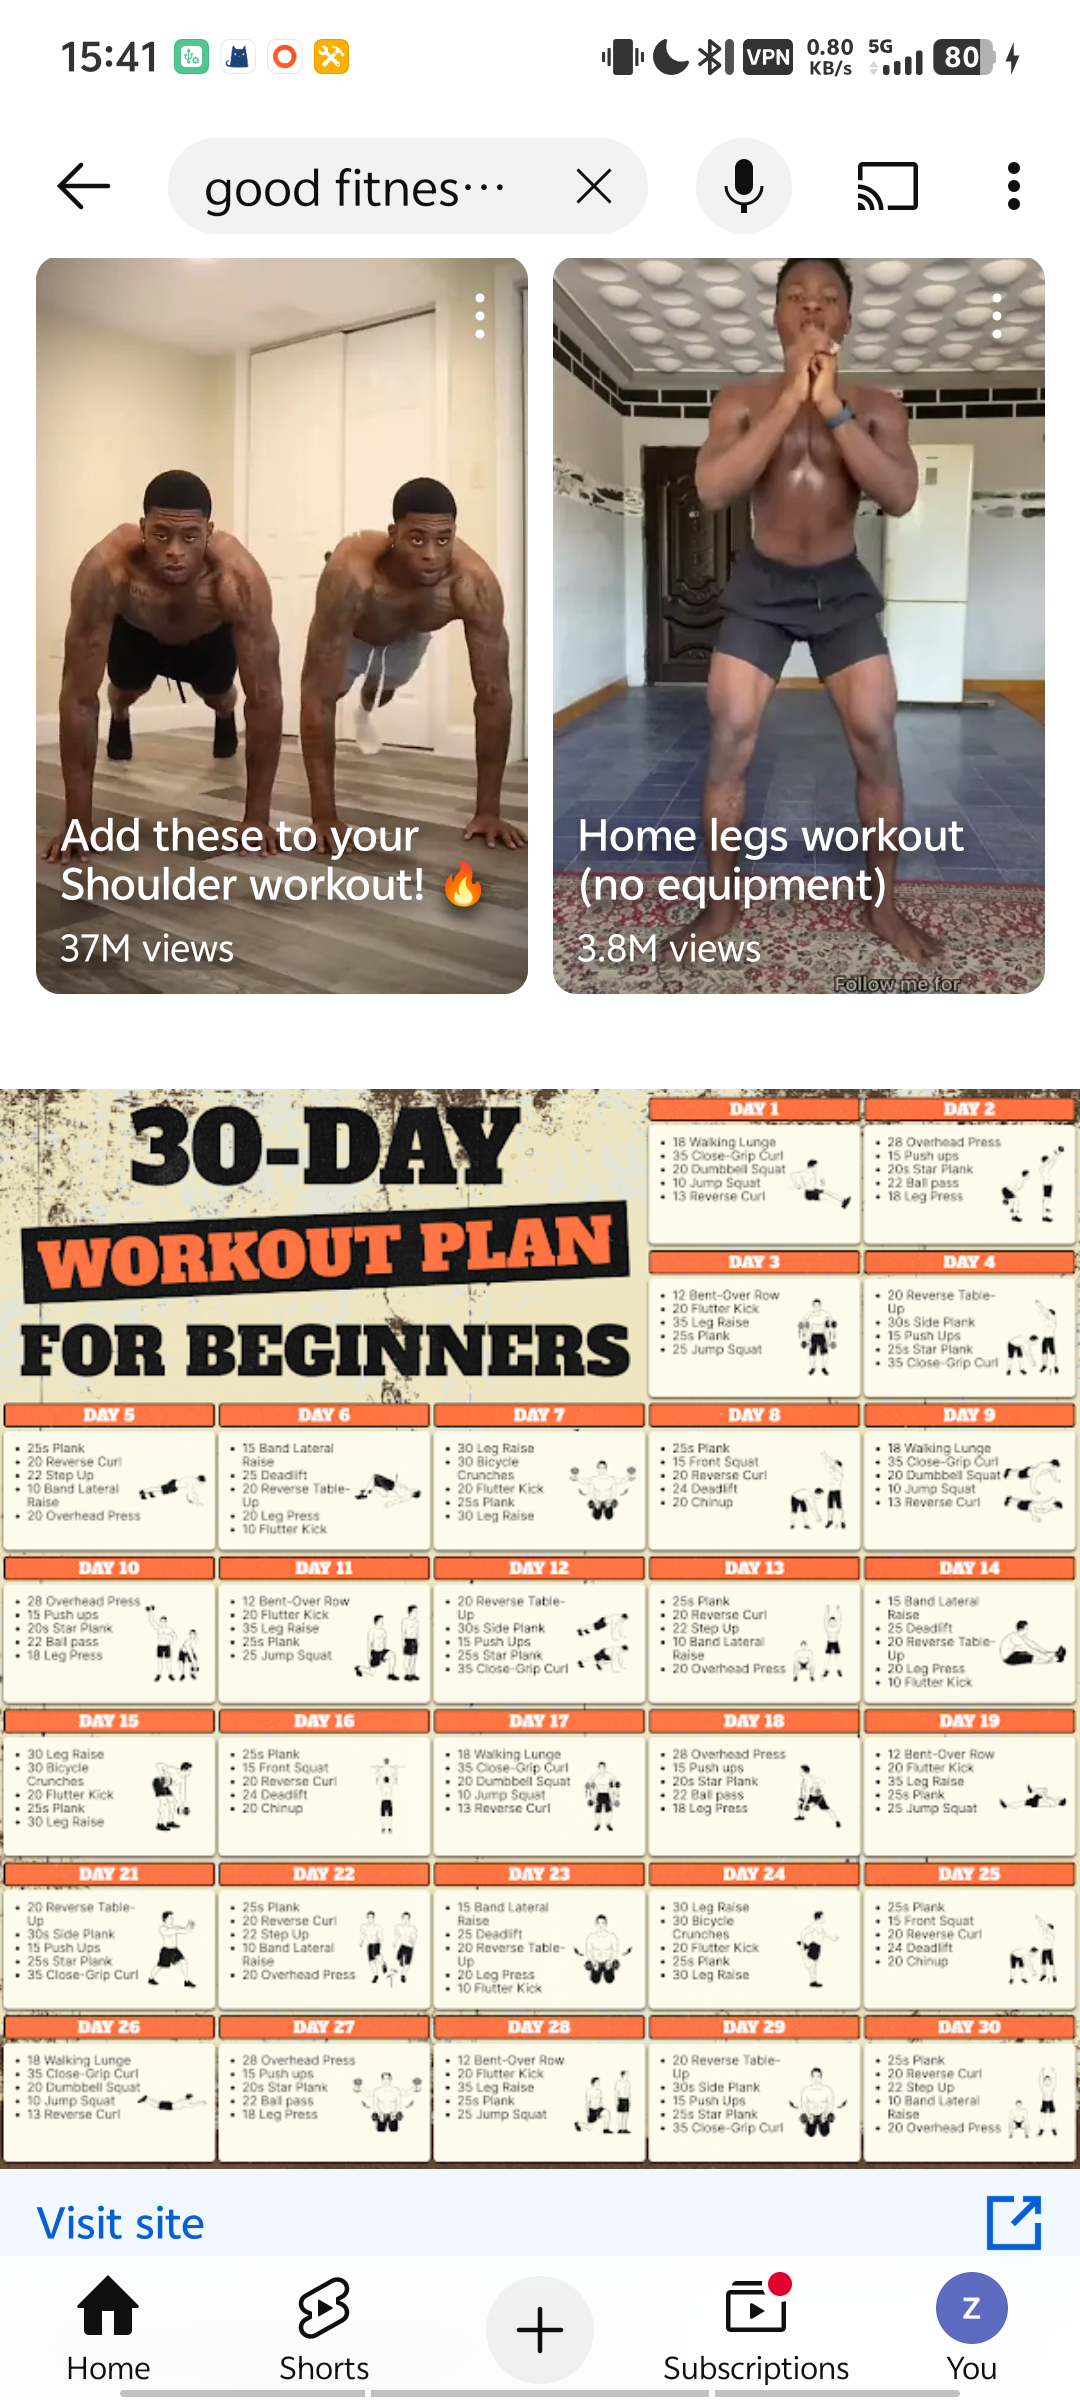 15:41
VPN
0.80
KB/s
5G
80
good fitnes…
Add these to your
Shoulder workout! 🔥
37M views
Home legs workout
(no equipment)
3.8M views
Follow me for
30-DAY
WORKOUT PLAN
FOR BEGINNERS
DAY 1
• 18 Walking Lunge
• 35 Close-Grip Curl
• 20 Dumbbell Squat
• 10 Jump Squat
• 13 Reverse Curl
DAY 2
• 28 Overhead Press
• 15 Push ups
• 20s Star Plank
• 22 Ball pass
• 18 Leg Press
DAY 3
• 12 Bent-Over Row
• 20 Flutter Kick
• 35 Leg Raise
• 25s Plank
• 25 Jump Squat
DAY 4
• 20 Reverse Table-
Up
• 30s Side Plank
• 15 Push Ups
• 25s Star Plank
• 35 Close-Grip Curl
DAY 5
• 25s Plank
• 20 Reverse Curl
• 22 Step Up
• 10 Band Lateral
Raise
• 20 Overhead Press
DAY 6
• 15 Band Lateral
Raise
• 25 Deadlift
• 20 Reverse Table-
Up
• 20 Leg Press
• 10 Flutter Kick
DAY 7
• 30 Leg Raise
• 30 Bicycle
Crunches
• 20 Flutter Kick
• 25s Plank
• 30 Leg Raise
DAY 8
• 25s Plank
• 15 Front Squat
• 20 Reverse Curl
• 24 Deadlift
• 20 Chinup
DAY 9
• 18 Walking Lunge
• 35 Close-Grip Curl
• 20 Dumbbell Squat
• 10 Jump Squat
• 13 Reverse Curl
DAY 10
• 28 Overhead Press
• 15 Push ups
• 20s Star Plank
• 22 Ball pass
• 18 Leg Press
DAY 11
• 12 Bent-Over Row
• 20 Flutter Kick
• 35 Leg Raise
• 25s Plank
• 25 Jump Squat
DAY 12
• 20 Reverse Table-
Up
• 30s Side Plank
• 15 Push Ups
• 25s Star Plank
• 35 Close-Grip Curl
DAY 13
• 25s Plank
• 20 Reverse Curl
• 22 Step Up
• 10 Band Lateral
Raise
• 20 Overhead Press
DAY 14
• 15 Band Lateral
Raise
• 25 Deadlift
• 20 Reverse Table-
Up
• 20 Leg Press
• 10 Flutter Kick
DAY 15
• 30 Leg Raise
• 30 Bicycle
Crunches
• 20 Flutter Kick
• 25s Plank
• 30 Leg Raise
DAY 16
• 25s Plank
• 15 Front Squat
• 20 Reverse Curl
• 24 Deadlift
• 20 Chinup
DAY 17
• 18 Walking Lunge
• 35 Close-Grip Curl
• 20 Dumbbell Squat
• 10 Jump Squat
• 13 Reverse Curl
DAY 18
• 28 Overhead Press
• 15 Push ups
• 20s Star Plank
• 22 Ball pass
• 18 Leg Press
DAY 19
• 12 Bent-Over Row
• 20 Flutter Kick
• 35 Leg Raise
• 25s Plank
• 25 Jump Squat
DAY 21
• 20 Reverse Table-
Up
• 30s Side Plank
• 15 Push Ups
• 25s Star Plank
• 35 Close-Grip Curl
DAY 22
• 25s Plank
• 20 Reverse Curl
• 22 Step Up
• 10 Band Lateral
Raise
• 20 Overhead Press
DAY 23
• 15 Band Lateral
Raise
• 25 Deadlift
• 20 Reverse Table-
Up
• 20 Leg Press
• 10 Flutter Kick
DAY 24
• 30 Leg Raise
• 30 Bicycle
Crunches
• 20 Flutter Kick
• 25s Plank
• 30 Leg Raise
DAY 25
• 25s Plank
• 15 Front Squat
• 20 Reverse Curl
• 24 Deadlift
• 20 Chinup
DAY 26
• 18 Walking Lunge
• 35 Close-Grip Curl
• 20 Dumbbell Squat
• 10 Jump Squat
• 13 Reverse Curl
DAY 27
• 28 Overhead Press
• 15 Push ups
• 20s Star Plank
• 22 Ball pass
• 18 Leg Press
DAY 28
• 12 Bent-Over Row
• 20 Flutter Kick
• 35 Leg Raise
• 25s Plank
• 25 Jump Squat
DAY 29
• 20 Reverse Table-
Up
• 30s Side Plank
• 15 Push Ups
• 25s Star Plank
• 35 Close-Grip Curl
DAY 30
• 25s Plank
• 20 Reverse Curl
• 22 Step Up
• 10 Band Lateral
Raise
• 20 Overhead Press
Visit site
Z
Home
Shorts
Subscriptions
You